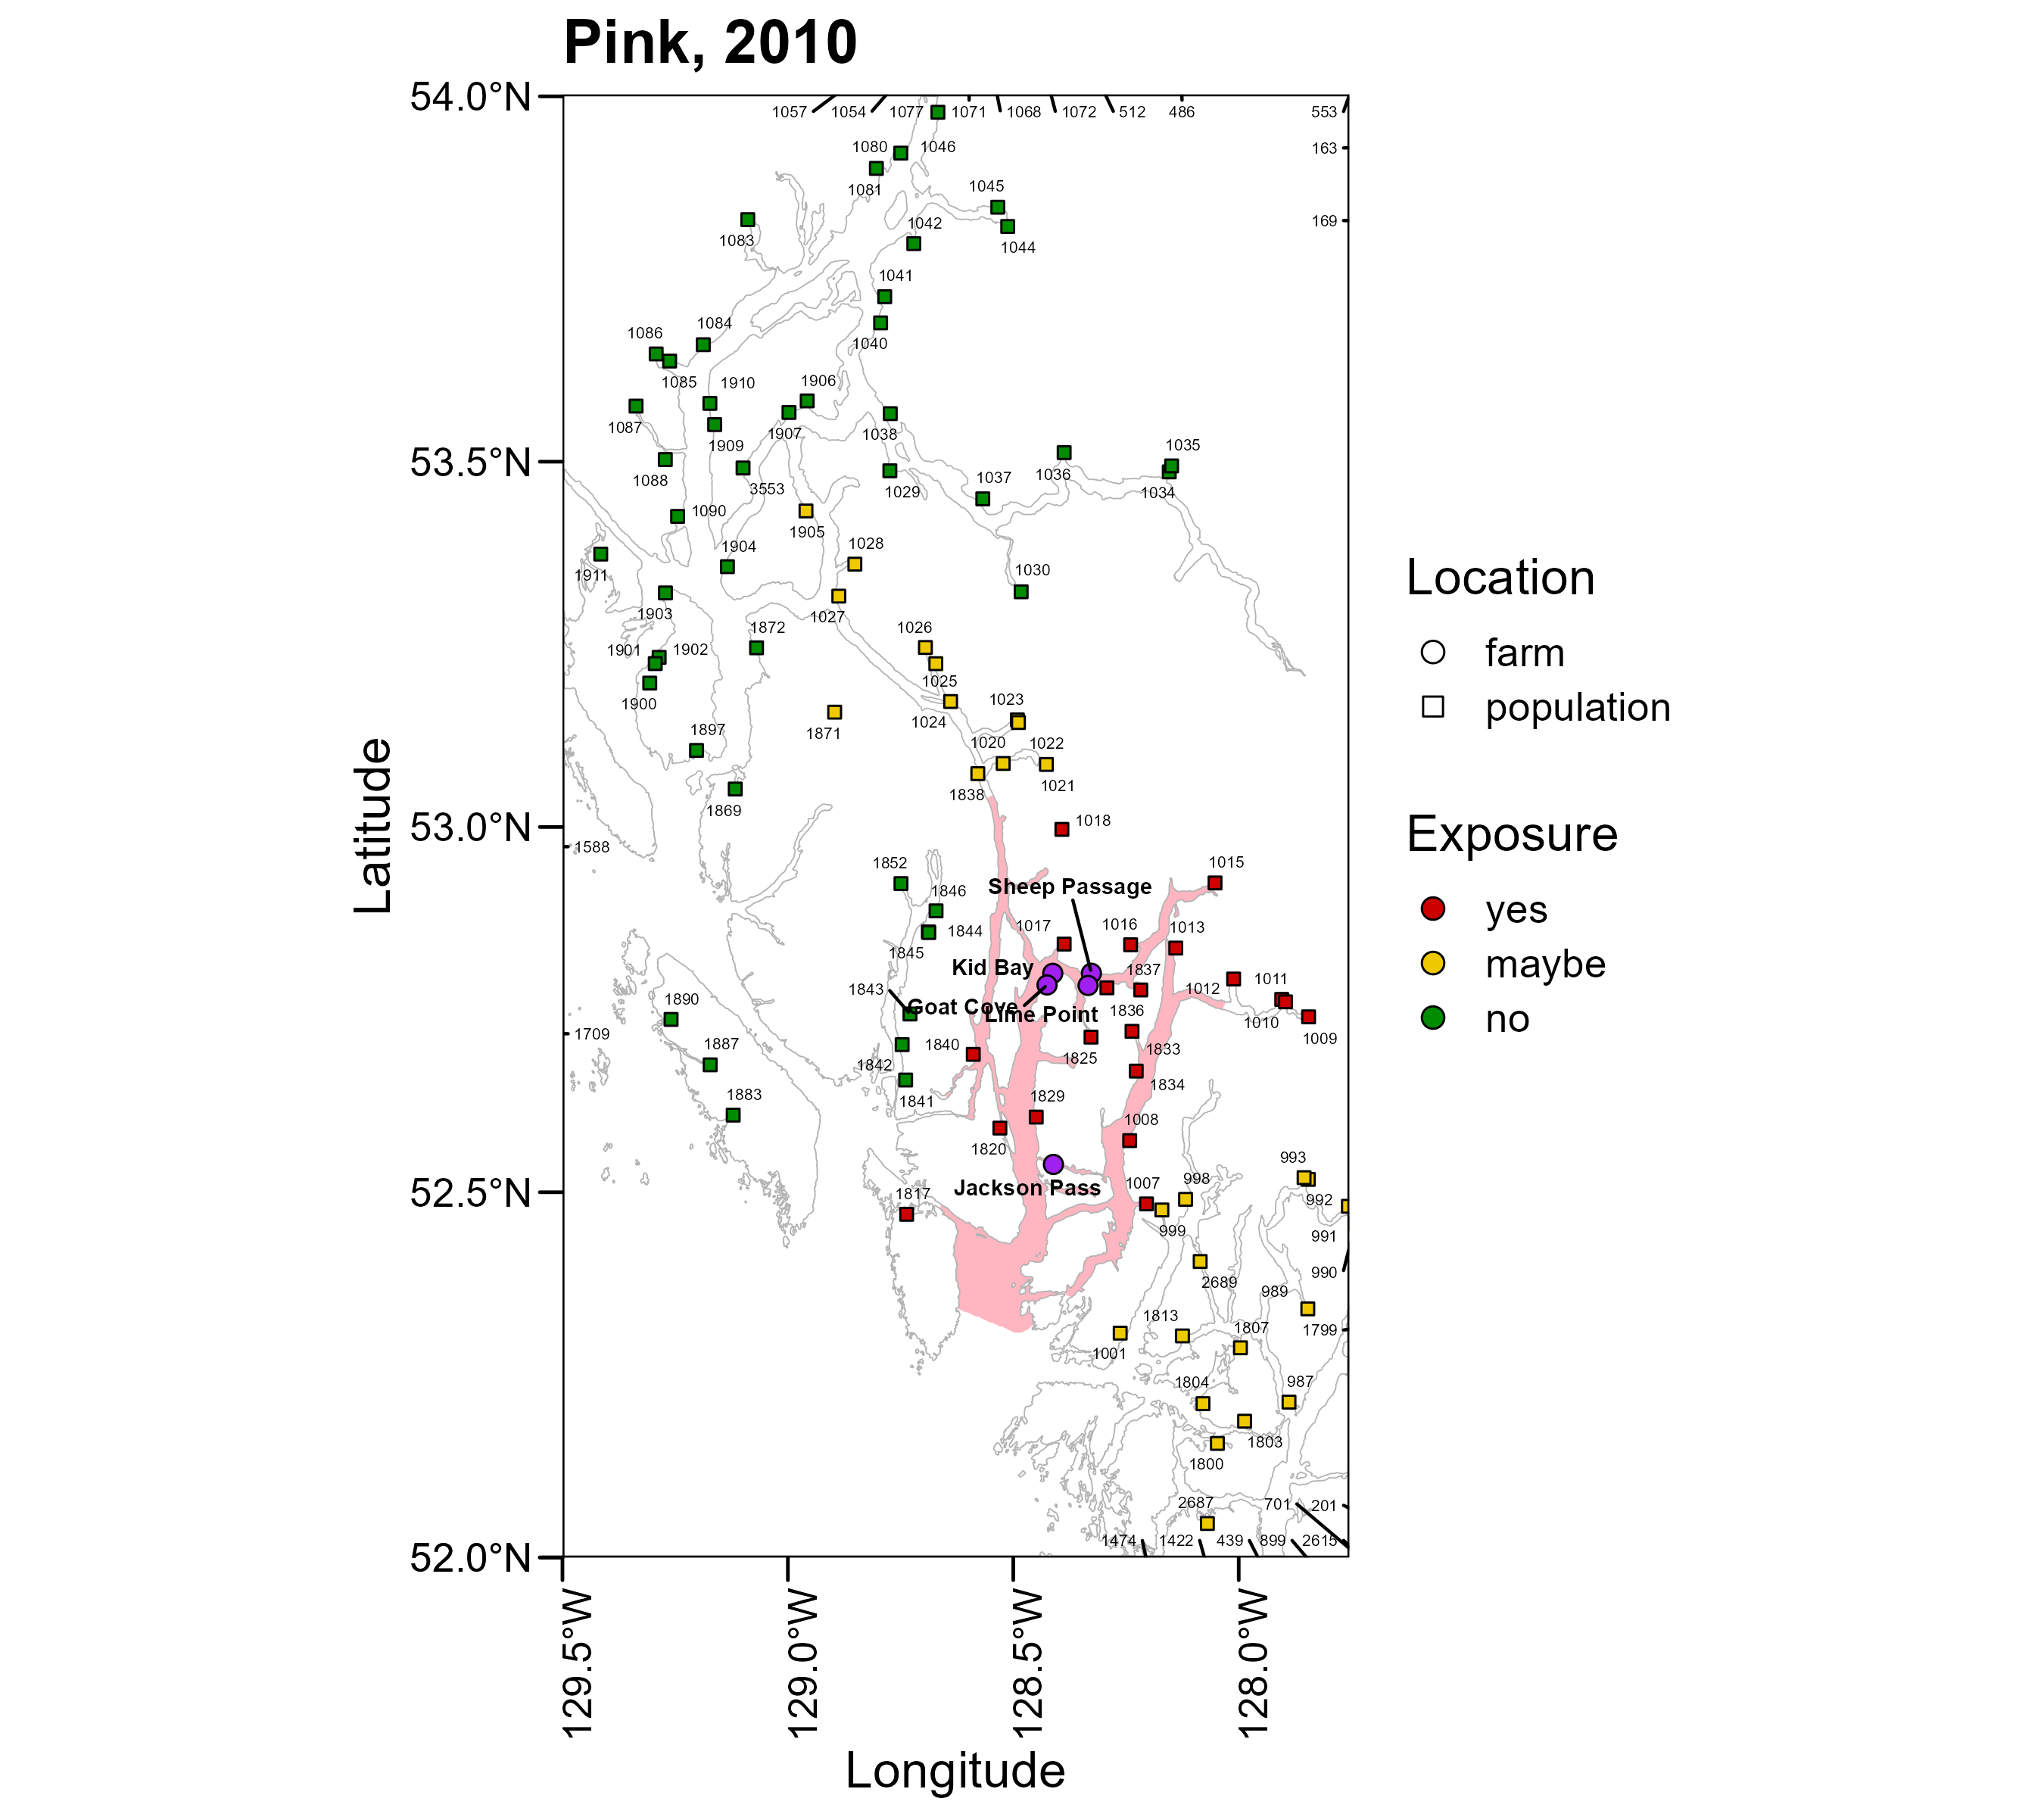 Pink, 2010
54.0°N
53.5°N
53.0°N
52.5°N
52.0°N
Latitude
1057 1054 1077 1071 1068 1072 512 486 553
1080 1046 163
1081 1045
1083 1042 1044 169
1041
1086 1084 1040
1085 1910 1906
1087 1909 1907 1038 1035
1088 3553 1029 1037 1036 1034
1090 1905
1904 1028
1911 1030
1903 1027
1901 1902 1872 1026
1900 1025 1023
1897 1871 1024
1020 1022
1869 1838 1021
1018
1588
1852 1015
Sheep Passage
1846
1844 1017 1016 1013
1845
Kid Bay 1837
1843 1012 1011
1890 Goat Cove
Lime Point 1836 1010
1709 1009
1887 1840 1825 1833
1842 1834
1883 1841 1829
1008
1820 993
1007 998
Jackson Pass 992
1817 999
991
990
2689 989
1813 1807 1799
1001
1804 987
1803
1800
2687 701 201
1474 1422 439 899 2615
129.5°W
129.0°W
128.5°W
128.0°W
Longitude
Location
farm
population
Exposure
yes
maybe
no